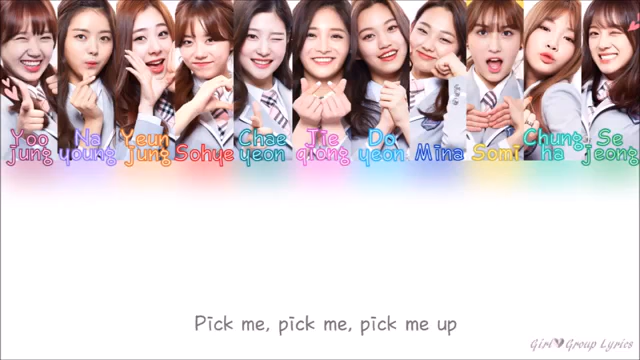 Yoo jung
Na young
Yeun jung
Sohye
Chae yeon
Jie qiong
Do yeon
Mina
Somi
Chung ha
Se jeong
Pick me, pick me, pick me up
Girl Group Lyrics